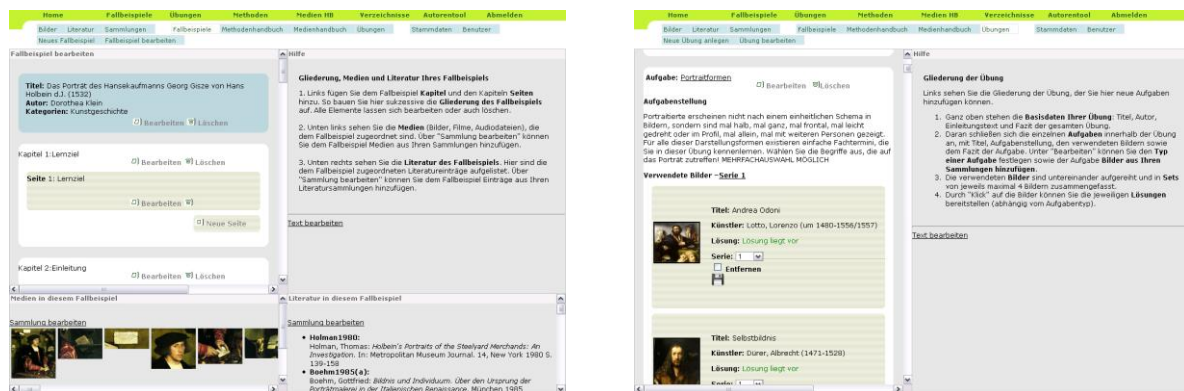 Home Fallbeispiele Übungen Methoden Medien HB Verzeichnisse Autorentool Abmelden
Bilder Literatur Sammlungen Fallbeispiele Methodenhandbuch Medienhandbuch Übungen Stammdaten Benutzer
Neues Fallbeispiel Fallbeispiel bearbeiten
Fallbeispiel bearbeiten
Titel: Das Porträt des Hansekaufmanns Georg Gisze von Hans
Holbein d.J. (1532)
Autor: Dorothea Klein
Kategorien: Kunstgeschichte
Bearbeiten Löschen
Kapitel 1:Lernziel
Bearbeiten Löschen
Seite 1: Lernziel
Bearbeiten
Neue Seite
Kapitel 2:Einleitung
Bearbeiten Löschen
Hilfe
Gliederung, Medien und Literatur Ihres Fallbeispiels
1. Links fügen Sie dem Fallbeispiel Kapitel und den Kapiteln Seiten
hinzu. So bauen Sie hier sukzessive die Gliederung des Fallbeispiels
auf. Alle Elemente lassen sich bearbeiten oder auch löschen.
2. Unten links sehen Sie die Medien (Bilder, Filme, Audiodateien), die
dem Fallbeispiel zugeordnet sind. Über "Sammlung bearbeiten" können
Sie dem Fallbeispiel Medien aus Ihren Sammlungen hinzufügen.
3. Unten rechts sehen Sie die Literatur des Fallbeispiels. Hier sind die
dem Fallbeispiel zugeordneten Literatureinträge aufgelistet. Über
"Sammlung bearbeiten" können Sie dem Fallbeispiel Einträge aus Ihren
Literatursammlungen hinzufügen.
Text bearbeiten
Medien in diesem Fallbeispiel
Sammlung bearbeiten
Literatur in diesem Fallbeispiel
Sammlung bearbeiten
• Holman1980:
Holman, Thomas: Holbein's Portraits of the Steelyard Merchants: An
Investigation. In: Metropolitan Museum Journal. 14, New York 1980 S.
139-158
• Boehm1985(a):
Boehm, Gottfried: Bildnis und Individuum. Über den Ursprung der
Porträtmalerei in der italienischen Renaissance. München 1985
Home Fallbeispiele Übungen Methoden Medien HB Verzeichnisse Autorentool Abmelden
Bilder Literatur Sammlungen Fallbeispiele Methodenhandbuch Medienhandbuch Übungen Stammdaten Benutzer
Neue Übung anlegen Übung bearbeiten
Aufgabe: Portraitformen
Bearbeiten Löschen
Aufgabenstellung
Portraitierte erscheinen nicht nach einem einheitlichen Schema in
Bildern, sondern sind mal halb, mal ganz, mal frontal, mal leicht
gedreht oder im Profil, mal allein, mal mit weiteren Personen gezeigt.
Für alle dieser Darstellungsformen existieren einfache Fachtermini, die
Sie in dieser Übung kennenlernen. Wählen Sie die Begriffe aus, die auf
das Porträt zutreffen! MEHRFACHAUSWAHL MÖGLICH
Verwendete Bilder –Serie 1
Titel: Andrea Odoni
Künstler: Lotto, Lorenzo (um 1480-1556/1557)
Lösung: Lösung liegt vor
Serie: 1
Entfernen
Titel: Selbstbildnis
Künstler: Dürer, Albrecht (1471-1528)
Lösung: Lösung liegt vor
Serie: 1
Hilfe
Gliederung der Übung
Links sehen Sie die Gliederung der Übung, der Sie hier neue Aufgaben
hinzufügen können.
1. Ganz oben stehen die Basisdaten Ihrer Übung: Titel, Autor,
Einleitungstext und Fazit der gesamten Übung.
2. Daran schließen sich die einzelnen Aufgaben innerhalb der Übung
an, mit Titel, Aufgabenstellung, den verwendeten Bildern sowie
dem Fazit der Aufgabe. Unter "Bearbeiten" können Sie den Typ
einer Aufgabe festlegen sowie der Aufgabe Bilder aus Ihren
Sammlungen hinzufügen.
3. Die verwendeten Bilder sind untereinander aufgereiht und in Sets
von jeweils maximal 4 Bildern zusammengefasst.
4. Durch "Klick" auf die Bilder können Sie die jeweiligen Lösungen
bereitstellen (abhängig vom Aufgabentyp).
Text bearbeiten